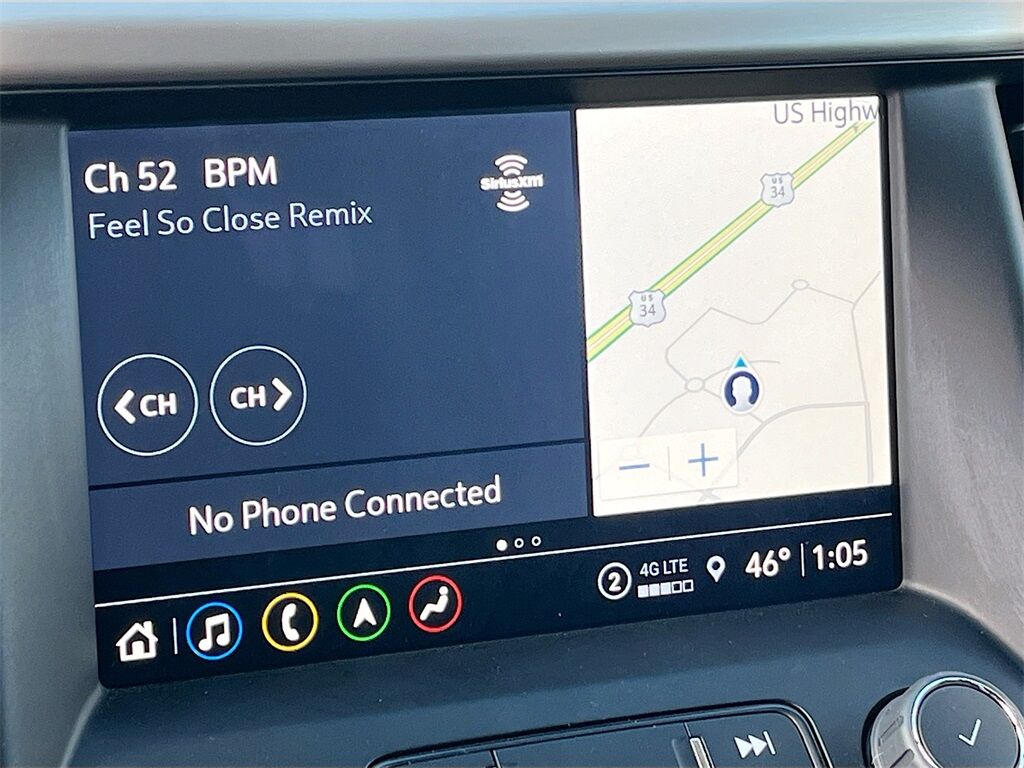 Ch 52 BPM
Feel So Close Remix
SiriusXM
CH
CH
No Phone Connected
US Highw
US
34
US
34
2
4G LTE
46°
1:05